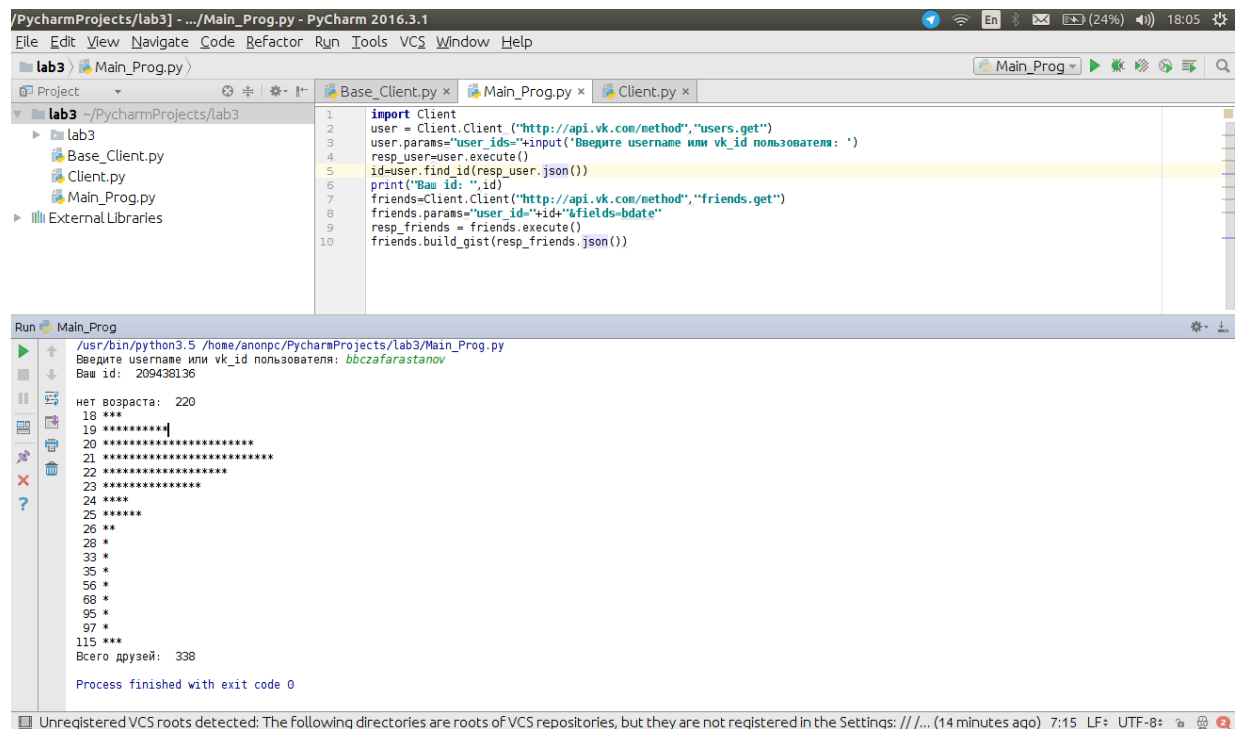 /PycharmProjects/lab3] - .../Main_Prog.py - PyCharm 2016.3.1
En (24%) 18:05
File Edit View Navigate Code Refactor Run Tools VCS Window Help
lab3 Main_Prog.py Main_Prog
Project Base_Client.py × Main_Prog.py × Client.py ×
lab3 ~/PycharmProjects/lab3
lab3
Base_Client.py
Client.py
Main_Prog.py
External Libraries
1 import Client
2 user = Client.Client ("http://api.vk.com/method","users.get")
3 user.params="user_ids="+input('Введите username или vk_id пользователя: ')
4 resp_user=user.execute()
5 id=user.find_id(resp_user.json())
6 print("Ваш id: ",id)
7 friends=Client.Client("http://api.vk.com/method","friends.get")
8 friends.params="user_id="+id+"&fields=bdate"
9 resp_friends = friends.execute()
10 friends.build_gist(resp_friends.json())
Run Main_Prog
/usr/bin/python3.5 /home/anonpc/PycharmProjects/lab3/Main_Prog.py
Введите username или vk_id пользователя: bbczafarastanov
Ваш id:  209438136
нет возраста:  220
18 ***
19 **********
20 ***********************
21 **************************
22 *******************
23 ***************
24 ****
25 ******
26 **
28 *
33 *
35 *
56 *
68 *
95 *
97 *
115 ***
Всего друзей:  338
Process finished with exit code 0
Unregistered VCS roots detected: The following directories are roots of VCS repositories, but they are not registered in the Settings: // /... (14 minutes ago) 7:15 LF÷ UTF-8÷ 2